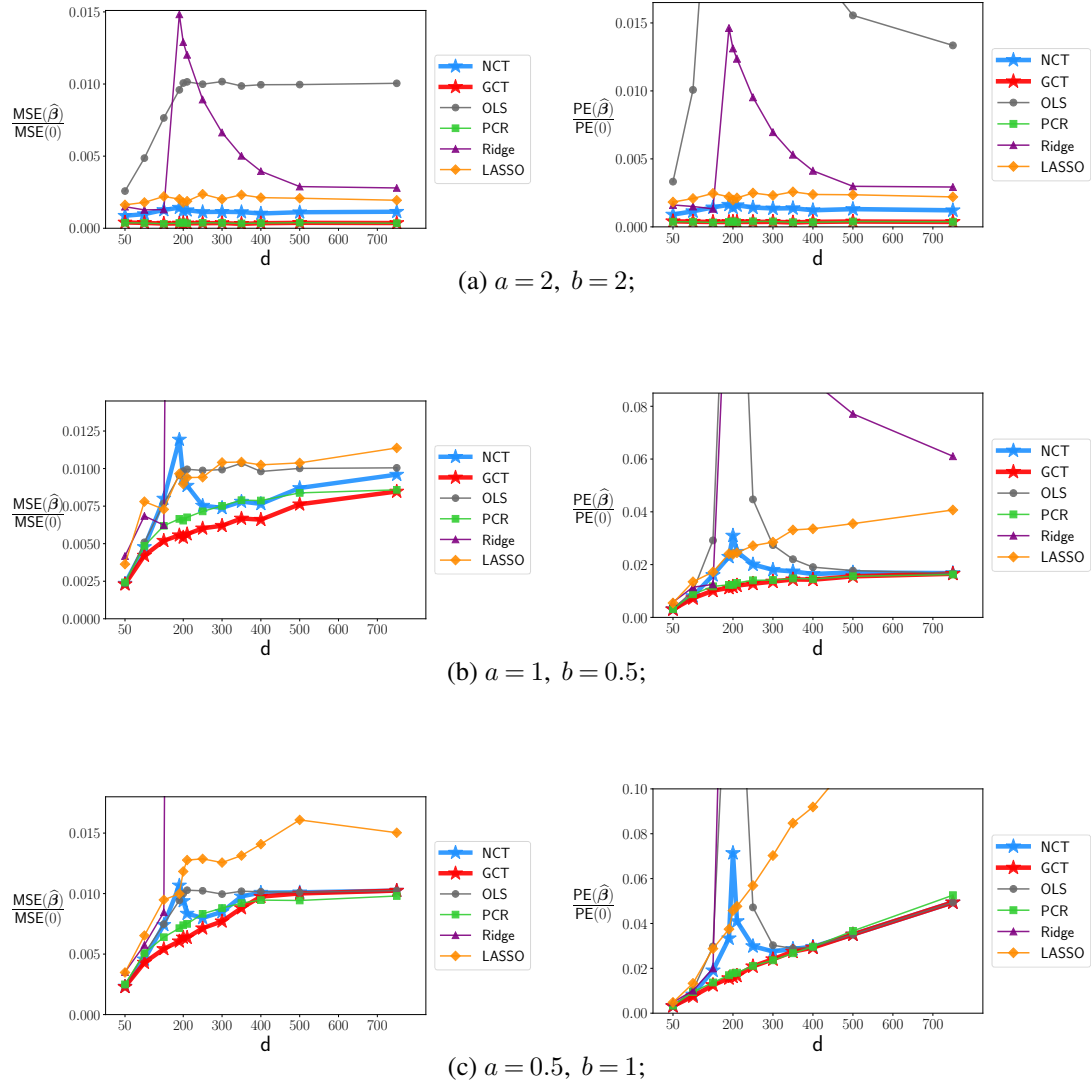 0.015
0.010
0.005
0.000
MSE(β̂)
MSE(0)
50 200 300 400 500 700
d
NCT
GCT
OLS
PCR
Ridge
LASSO
0.015
0.010
0.005
0.000
PE(β̂)
PE(0)
50 200 300 400 500 700
d
NCT
GCT
OLS
PCR
Ridge
LASSO
(a) a = 2, b = 2;
0.0125
0.0100
0.0075
0.0050
0.0025
0.0000
MSE(β̂)
MSE(0)
50 200 300 400 500 700
d
NCT
GCT
OLS
PCR
Ridge
LASSO
0.08
0.06
0.04
0.02
0.00
PE(β̂)
PE(0)
50 200 300 400 500 700
d
NCT
GCT
OLS
PCR
Ridge
LASSO
(b) a = 1, b = 0.5;
0.015
0.010
0.005
0.000
MSE(β̂)
MSE(0)
50 200 300 400 500 700
d
NCT
GCT
OLS
PCR
Ridge
LASSO
0.10
0.08
0.06
0.04
0.02
0.00
PE(β̂)
PE(0)
50 200 300 400 500 700
d
NCT
GCT
OLS
PCR
Ridge
LASSO
(c) a = 0.5, b = 1;